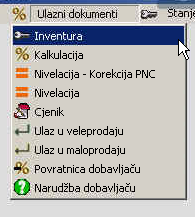 Ulazni dokumenti Stanje
Inventura
Kalkulacija
Nivelacija - Korekcija PNC
Nivelacija
Cjenik
Ulaz u veleprodaju
Ulaz u maloprodaju
Povratnica dobavljaču
Narudžba dobavljaču